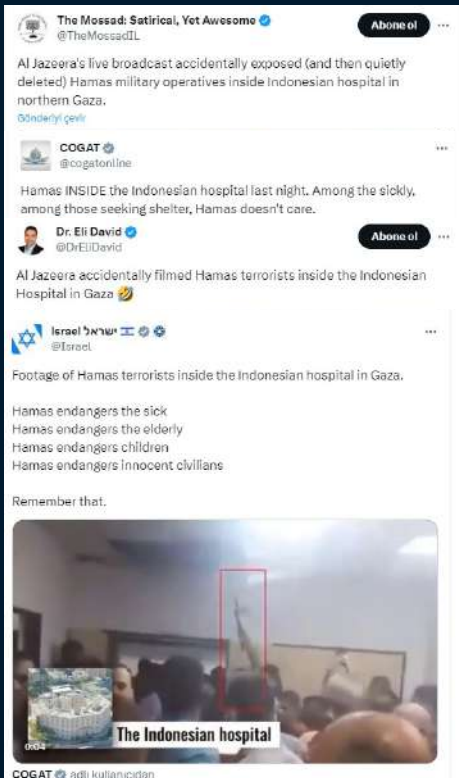 The Mossad: Satirical, Yet Awesome
@TheMossadIL
Abone ol
Al Jazeera's live broadcast accidentally exposed (and then quietly
deleted) Hamas military operatives inside Indonesian hospital in
northern Gaza.
Gönderiyi çevir
COGAT
@cogatonline
Hamas INSIDE the Indonesian hospital last night. Among the sickly,
among those seeking shelter, Hamas doesn't care.
Dr. Eli David
@DrEliDavid
Abone ol
Al Jazeera accidentally filmed Hamas terrorists inside the Indonesian
Hospital in Gaza 🤣
Israel ישראל 🇮🇱
@Israel
Footage of Hamas terrorists inside the Indonesian hospital in Gaza.
Hamas endangers the sick
Hamas endangers the elderly
Hamas endangers children
Hamas endangers innocent civilians
Remember that.
The Indonesian hospital
0:04
COGAT adlı kullanıcıdan